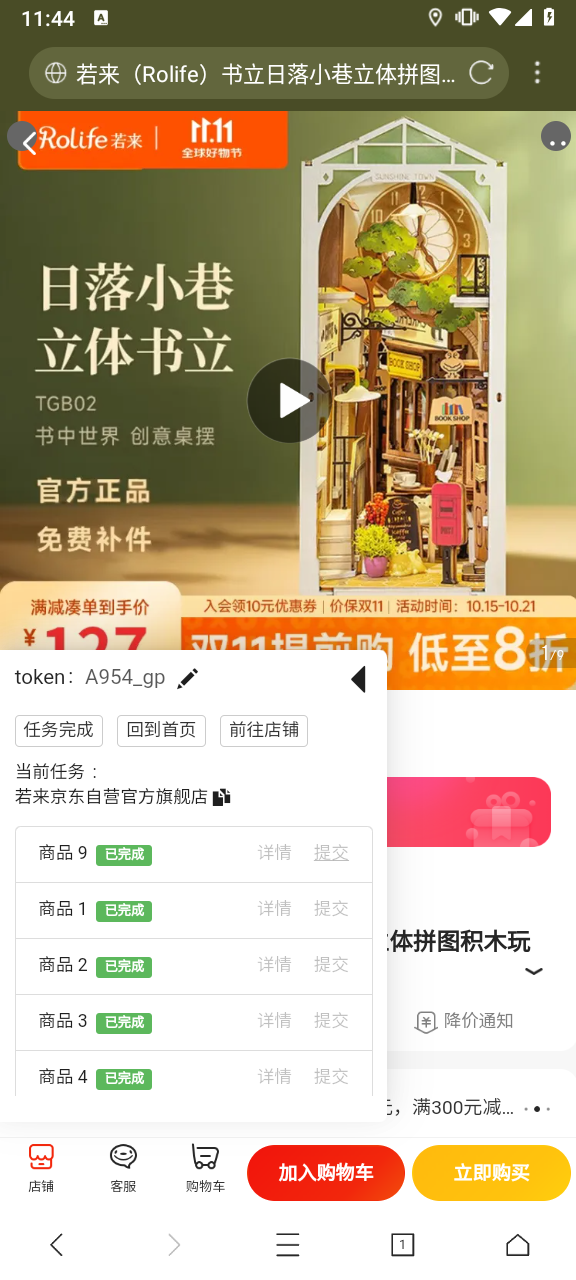 11:44
A
若来（Rolife）书立日落小巷立体拼图…
Rolife 若来
11.11
全球好物节
SUNSHINE TOWN
日落小巷
立体书立
TGB02
书中世界 创意桌摆
官方正品
免费补件
BOOK SHOP
BOOK SHOP
满减凑单到手价
入会领10元优惠券｜价保双11｜活动时间：10.15-10.21
¥127
双11提前购 低至8折
1/9
token： A954_gp
任务完成
回到首页
前往店铺
当前任务 ：
若来京东自营官方旗舰店
商品 9 已完成 详情 提交
商品 1 已完成 详情 提交
商品 2 已完成 详情 提交
商品 3 已完成 详情 提交
商品 4 已完成 详情 提交
体拼图积木玩
降价通知
元，满300元减…
店铺
客服
购物车
加入购物车
立即购买
1